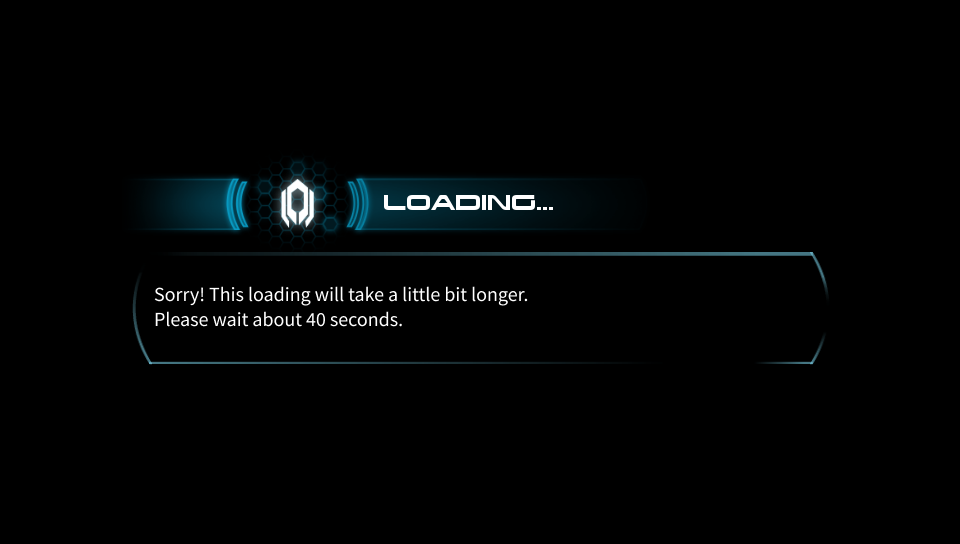 LOADING...
Sorry! This loading will take a little bit longer.
Please wait about 40 seconds.